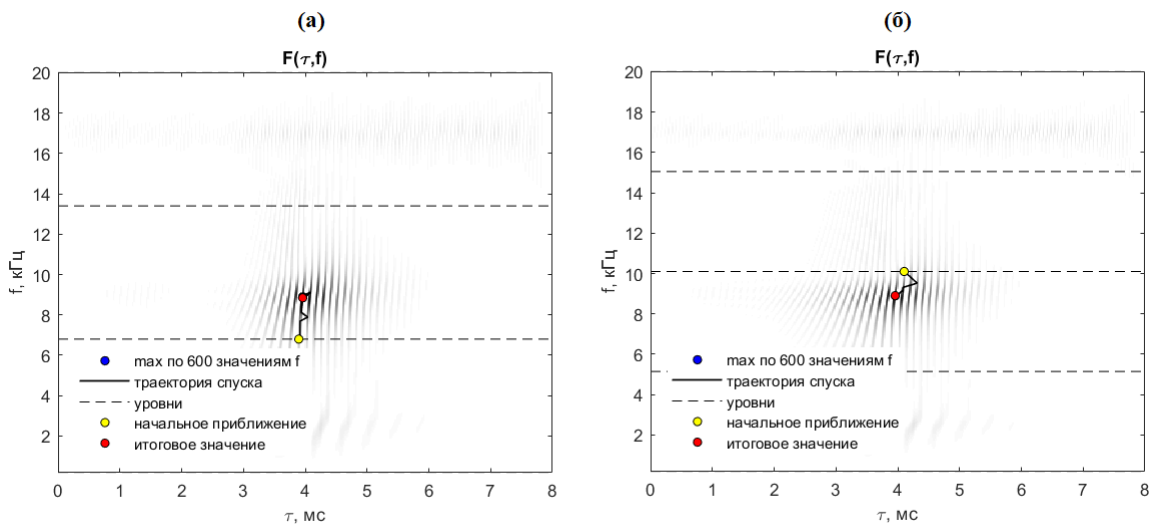 (а)
F(τ,f)
20
18
16
14
12
10
8
6
4
2
f, кГц
max по 600 значениям f
траектория спуска
уровни
начальное приближение
итоговое значение
0 1 2 3 4 5 6 7 8
τ, мс
(б)
F(τ,f)
20
18
16
14
12
10
8
6
4
2
f, кГц
max по 600 значениям f
траектория спуска
уровни
начальное приближение
итоговое значение
0 1 2 3 4 5 6 7 8
τ, мс